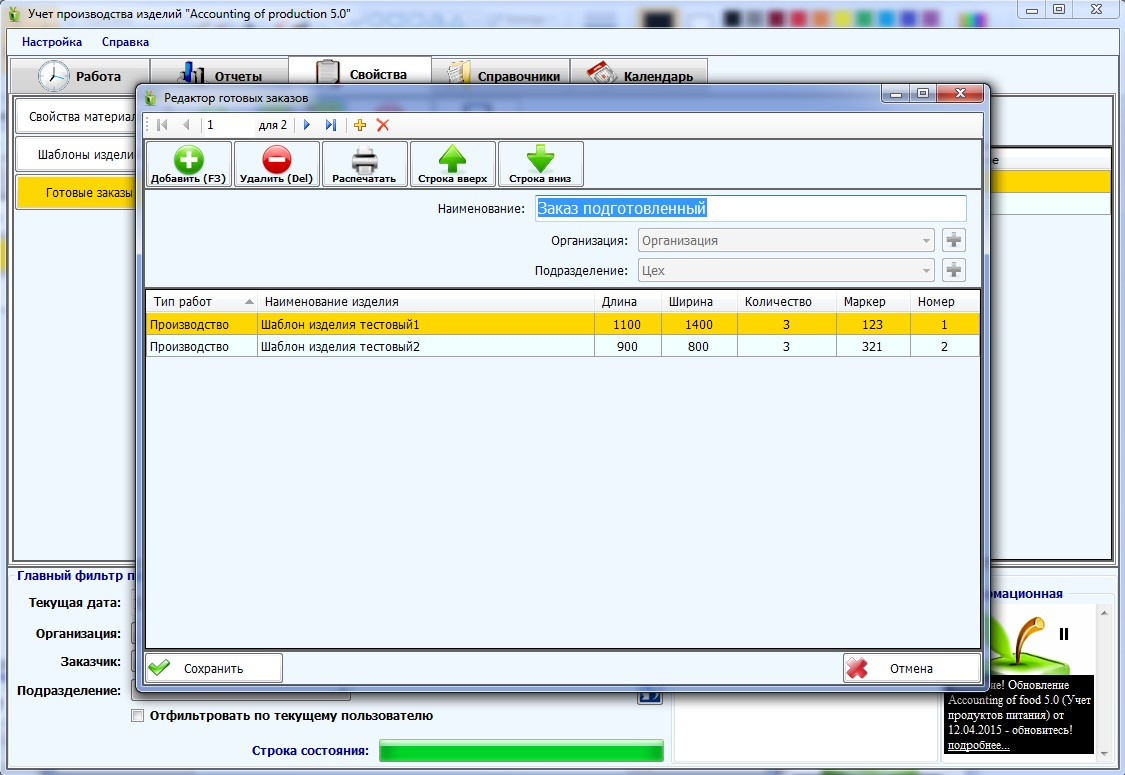 Учет производства изделий "Accounting of production 5.0"
Настройка Справка
Работа Отчеты Свойства Справочники Календарь
Редактор готовых заказов
1 для 2
Свойства материал
Шаблоны издели
Готовые заказы
Добавить (F3) Удалить (Del) Распечатать Строка вверх Строка вниз
Наименование: Заказ подготовленный
Организация: Организация
Подразделение: Цех
Тип работ Наименование изделия Длина Ширина Количество Маркер Номер
Производство Шаблон изделия тестовый1 1100 1400 3 123 1
Производство Шаблон изделия тестовый2 900 800 3 321 2
Сохранить Отмена
Главный фильтр п
Текущая дата:
Организация:
Заказчик:
Подразделение:
Отфильтровать по текущему пользователю
Строка состояния:
мационная
ие! Обновление
Accounting of food 5.0 (Учет
продуктов питания) от
12.04.2015 - обновитесь!
подробнее...